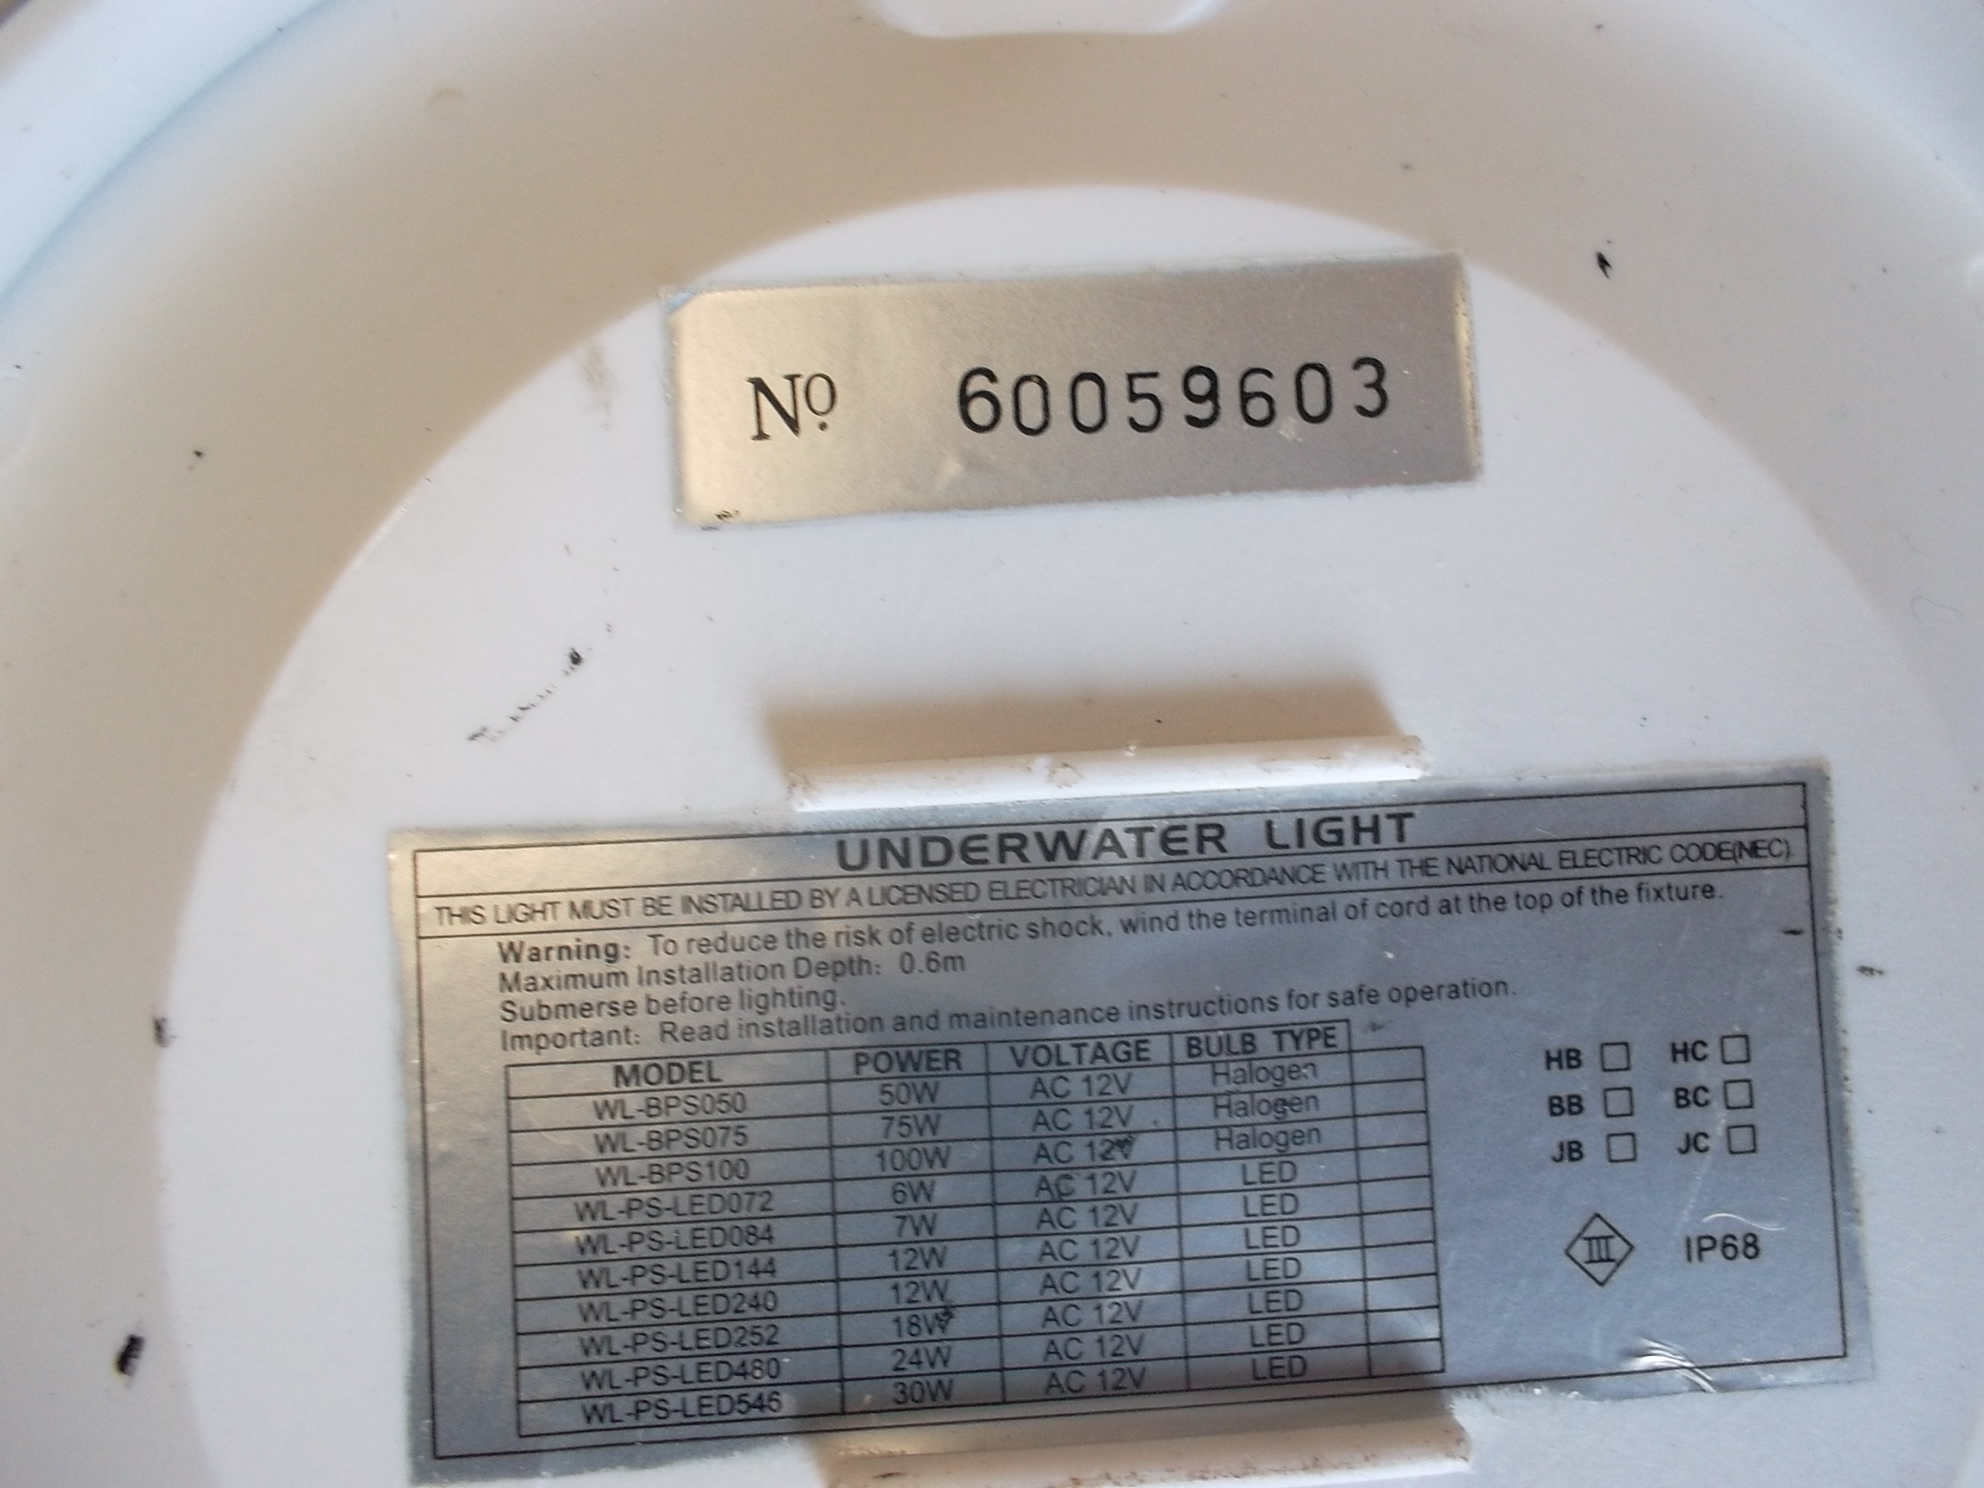 Nº 60059603
UNDERWATER LIGHT
THIS LIGHT MUST BE INSTALLED BY A LICENSED ELECTRICIAN IN ACCORDANCE WITH THE NATIONAL ELECTRIC CODE(NEC)
Warning: To reduce the risk of electric shock, wind the terminal of cord at the top of the fixture.
Maximum Installation Depth: 0.6m
Submerse before lighting.
Important: Read installation and maintenance instructions for safe operation.
MODEL POWER VOLTAGE BULB TYPE
WL-BPS050 50W AC 12V Halogen
WL-BPS075 75W AC 12V Halogen
WL-BPS100 100W AC 12V Halogen
WL-PS-LED072 6W AC 12V LED
WL-PS-LED084 7W AC 12V LED
WL-PS-LED144 12W AC 12V LED
WL-PS-LED240 12W AC 12V LED
WL-PS-LED252 18W AC 12V LED
WL-PS-LED480 24W AC 12V LED
WL-PS-LED546 30W AC 12V LED
HB HC
BB BC
JB JC
III IP68